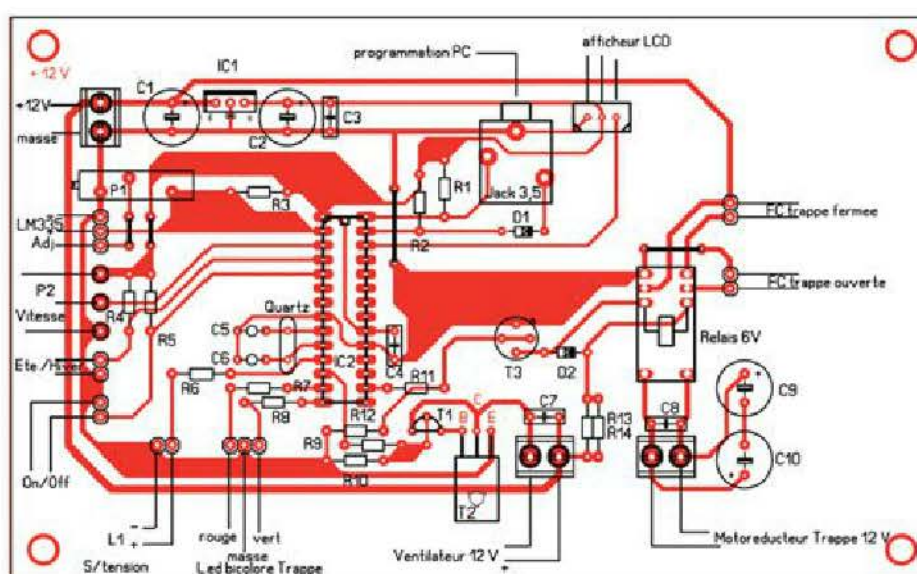 programmation PC
afficheur LCD
+ 12 V
+12V
masse
C1
IC1
C2
C3
P1
R3
R1
Jack 3,5
D1
R2
LM335
Adj
P2
Vitesse
R4
R5
Quartz
C5
C6
IC2
C4
Ete/Hiver
On/Off
R6
R7
R8
R12
R11
R9
R10
T1
B
C
E
T2
T3
D2
C7
R13
R14
C8
C9
C10
FC trappe fermee
FC trappe ouverte
Relais 6V
L1
-
+
S/tension
rouge
masse
vert
Led bicolore Trappe
Ventilateur 12 V
+
Motoreducteur Trappe 12 V